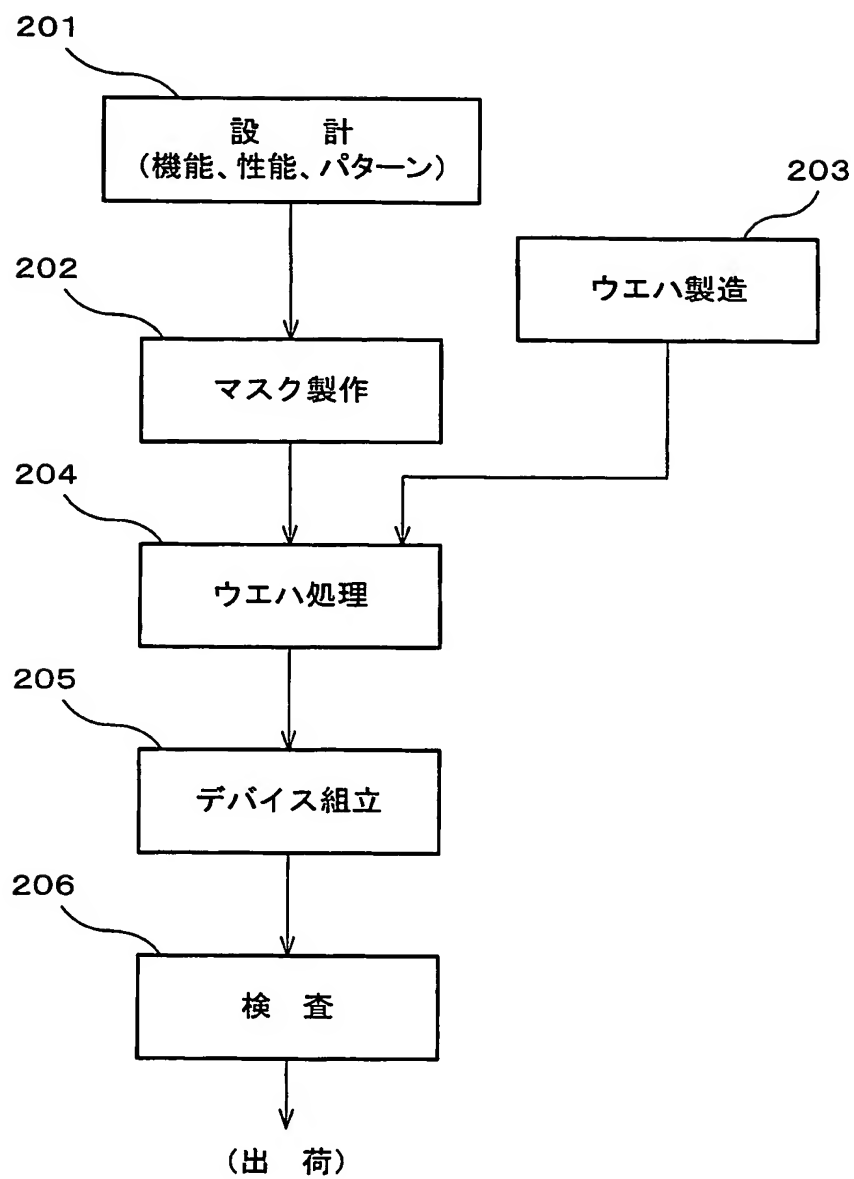 201
設 計
(機能、性能、パターン)
203
ウエハ製造
202
マスク製作
204
ウエハ処理
205
デバイス組立
206
検 査
(出 荷)